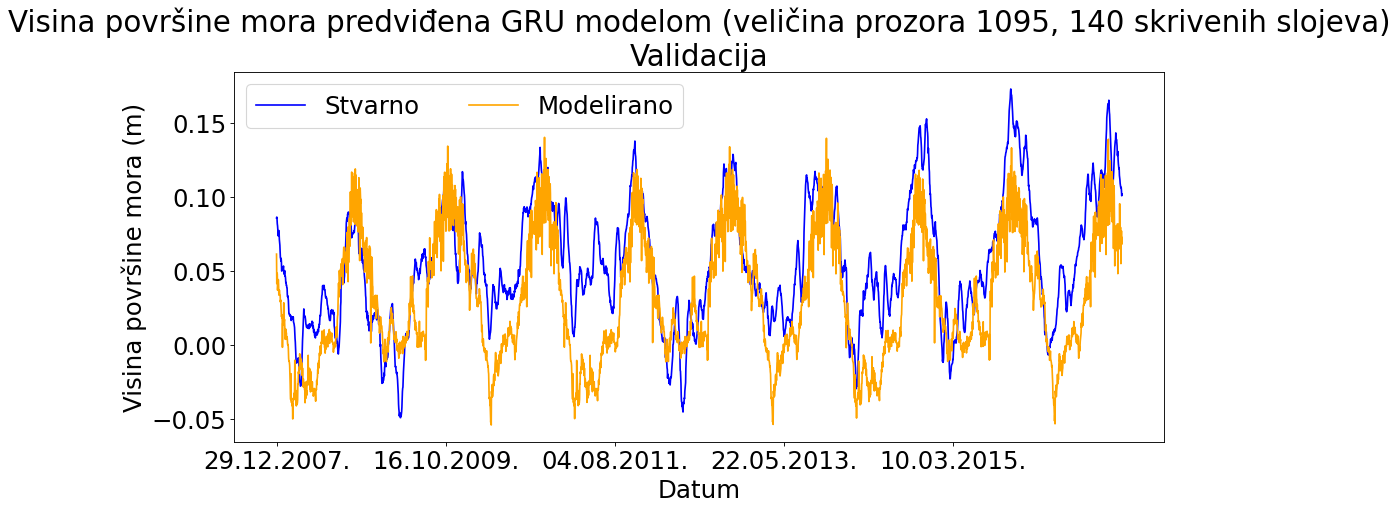 Visina površine mora predviđena GRU modelom (veličina prozora 1095, 140 skrivenih slojeva)
Validacija
Stvarno
Modelirano
Visina površine mora (m)
0.15
0.10
0.05
0.00
−0.05
29.12.2007.
16.10.2009.
04.08.2011.
22.05.2013.
10.03.2015.
Datum